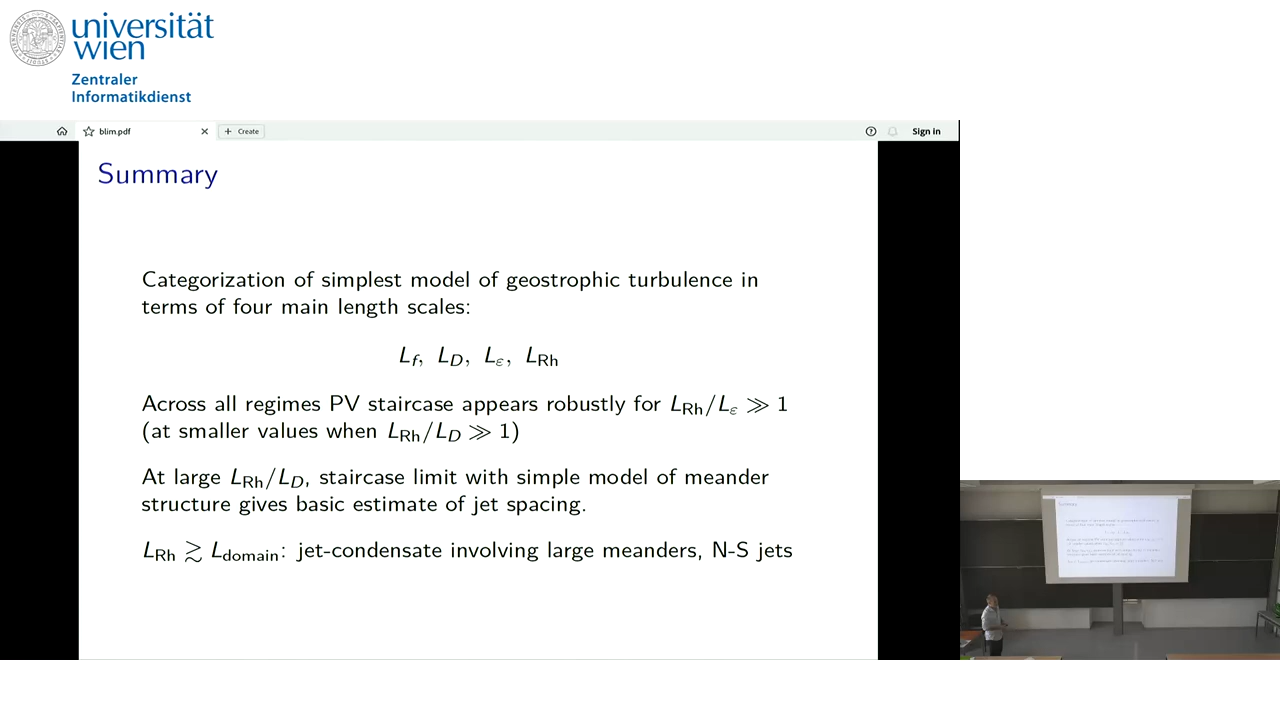 universität
wien
Zentraler
Informatikdienst
blim.pdf
+ Create
Sign in
Summary
Categorization of simplest model of geostrophic turbulence in
terms of four main length scales:
L_f, L_D, L_ε, L_Rh
Across all regimes PV staircase appears robustly for L_Rh/L_ε ≫ 1
(at smaller values when L_Rh/L_D ≫ 1)
At large L_Rh/L_D, staircase limit with simple model of meander
structure gives basic estimate of jet spacing.
L_Rh ≳ L_domain: jet-condensate involving large meanders, N-S jets
Summary